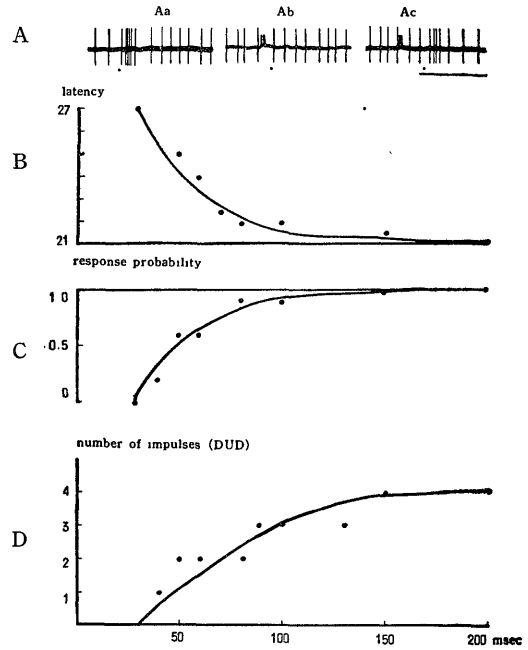 Aa Ab Ac
A
latency
27
B
21
response probability
1 0
C
0.5
0
number of impulses (DUD)
4
D
3
2
1
50 100 150 200 msec